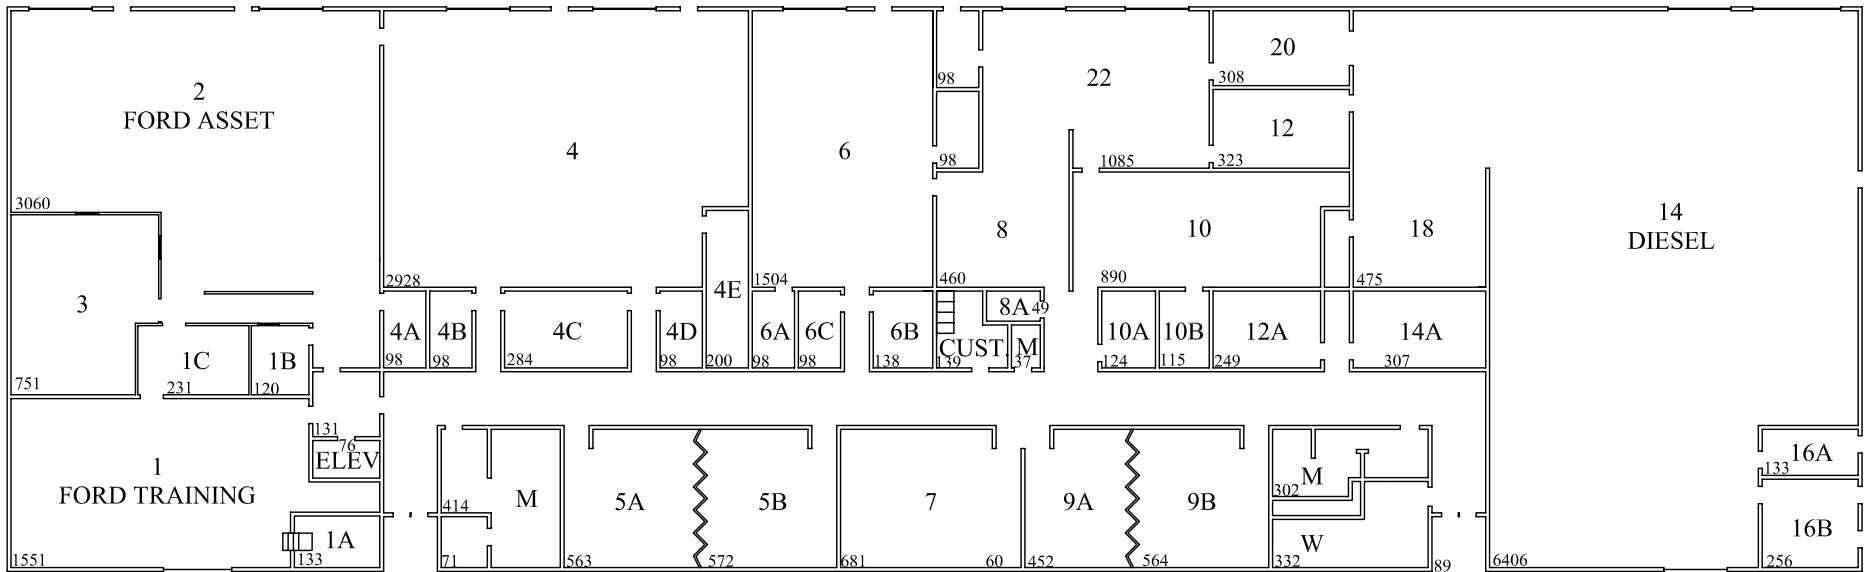 2
FORD ASSET
3060
4
2928
6
1504
98
98
22
1085
20
308
12
323
8
460
10
890
18
475
14
DIESEL
6406
3
751
1C
231
1B
120
4A
98
4B
98
4C
284
4D
98
4E
200
6A
98
6C
98
6B
138
CUST.
139
8A
49
M
37
10A
124
10B
115
12A
249
14A
307
131
76
ELEV
1
FORD TRAINING
1551
1A
133
414
71
M
5A
563
5B
572
7
681
60
9A
452
9B
564
M
302
W
332
89
16A
133
16B
256